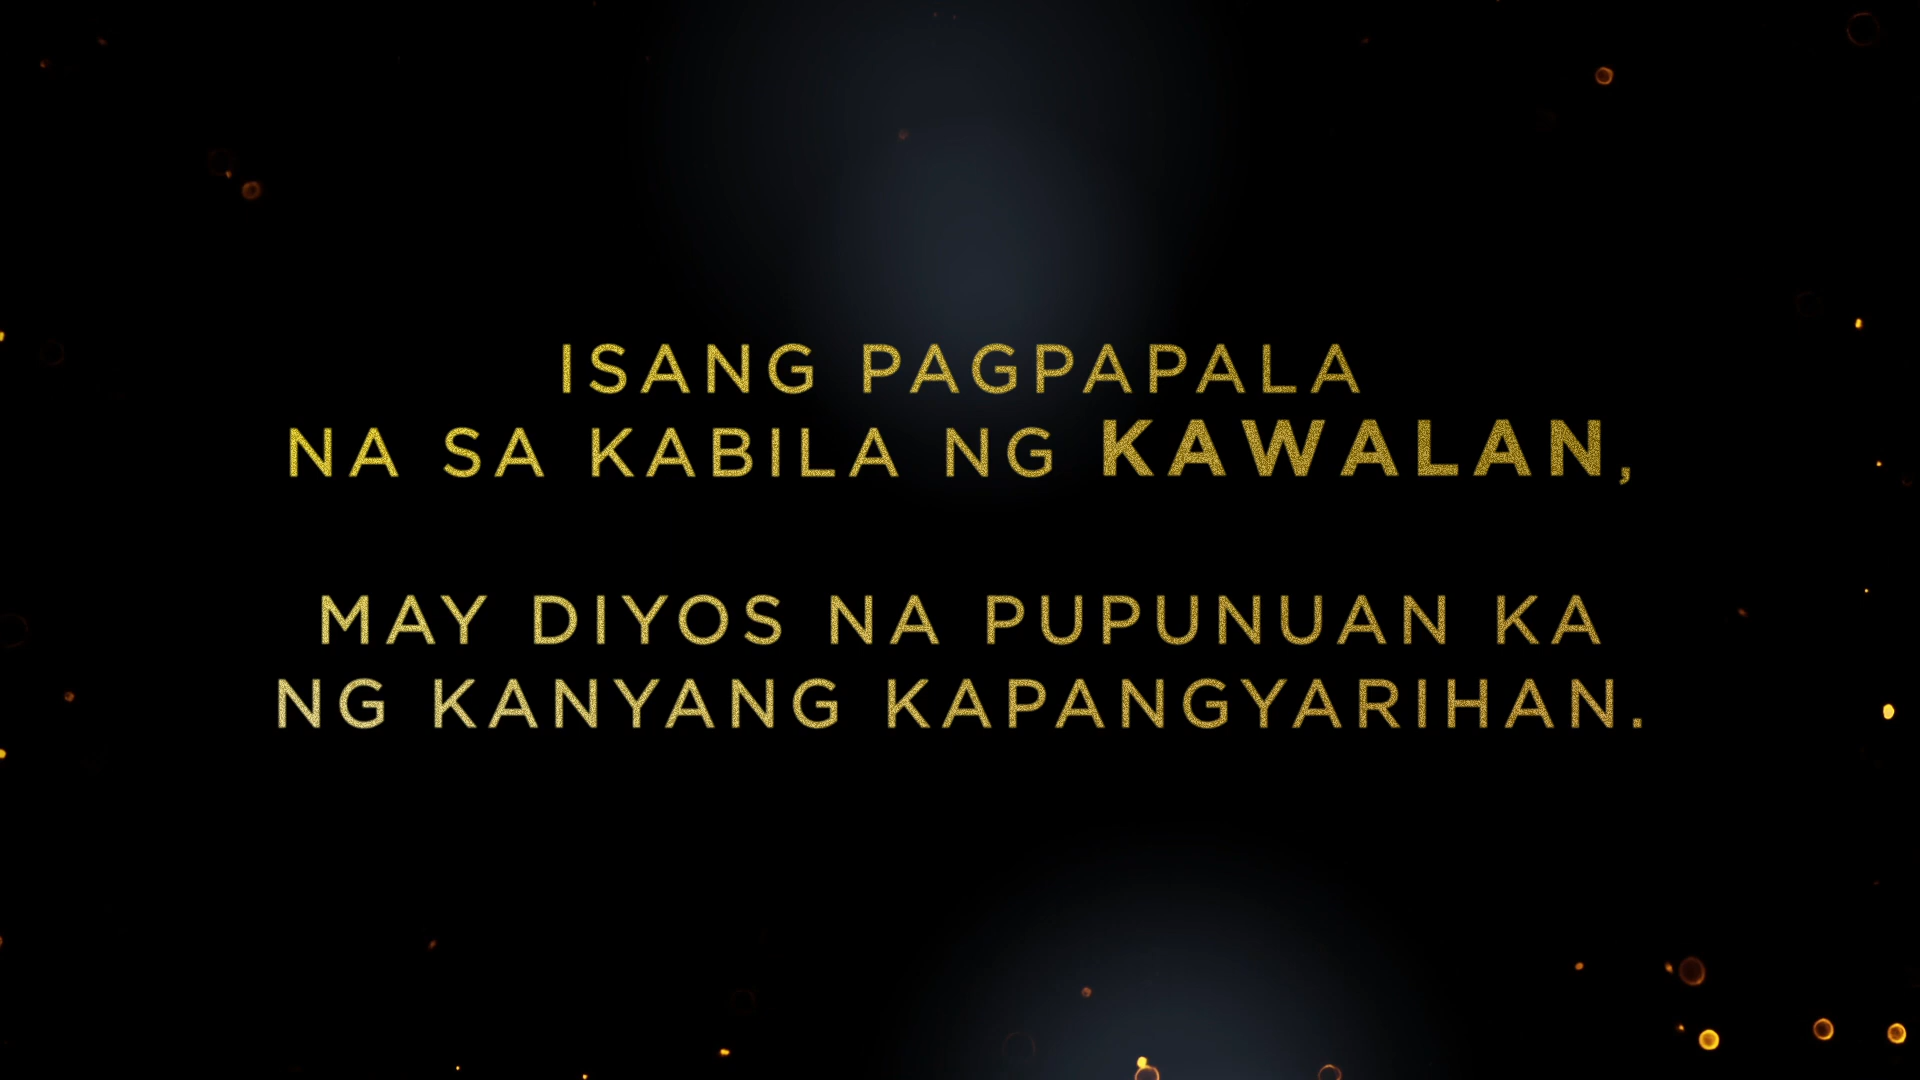 ISANG PAGPAPALA
NA SA KABILA NG KAWALAN,
MAY DIYOS NA PUPUNUAN KA
NG KANYANG KAPANGYARIHAN.